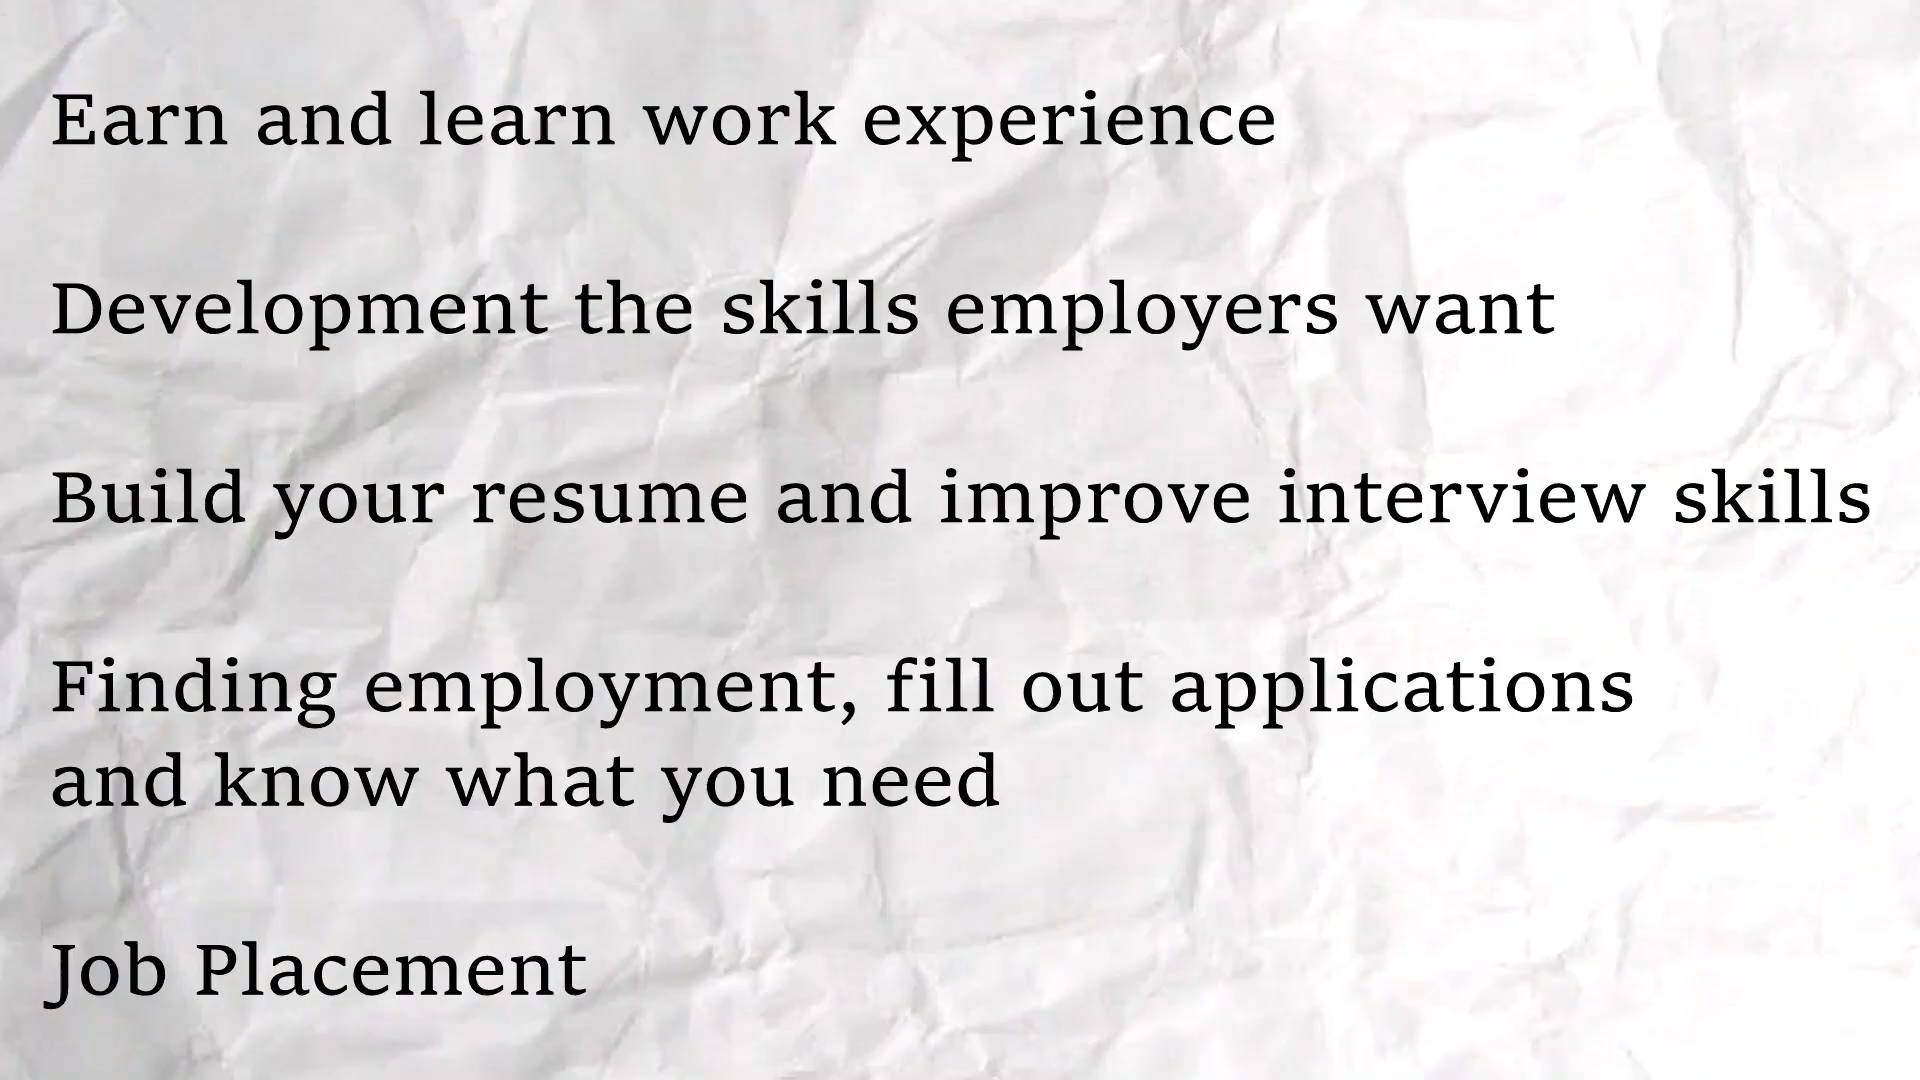 Earn and learn work experience
Development the skills employers want
Build your resume and improve interview skills
Finding employment, fill out applications
and know what you need
Job Placement